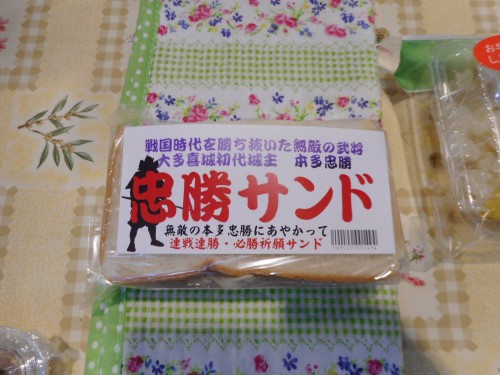 戦国時代を勝ち抜いた無敵の武将
大多喜城初代城主 本多忠勝
忠勝サンド
無敵の本多忠勝にあやかって
連戦連勝・必勝祈願サンド
お
し